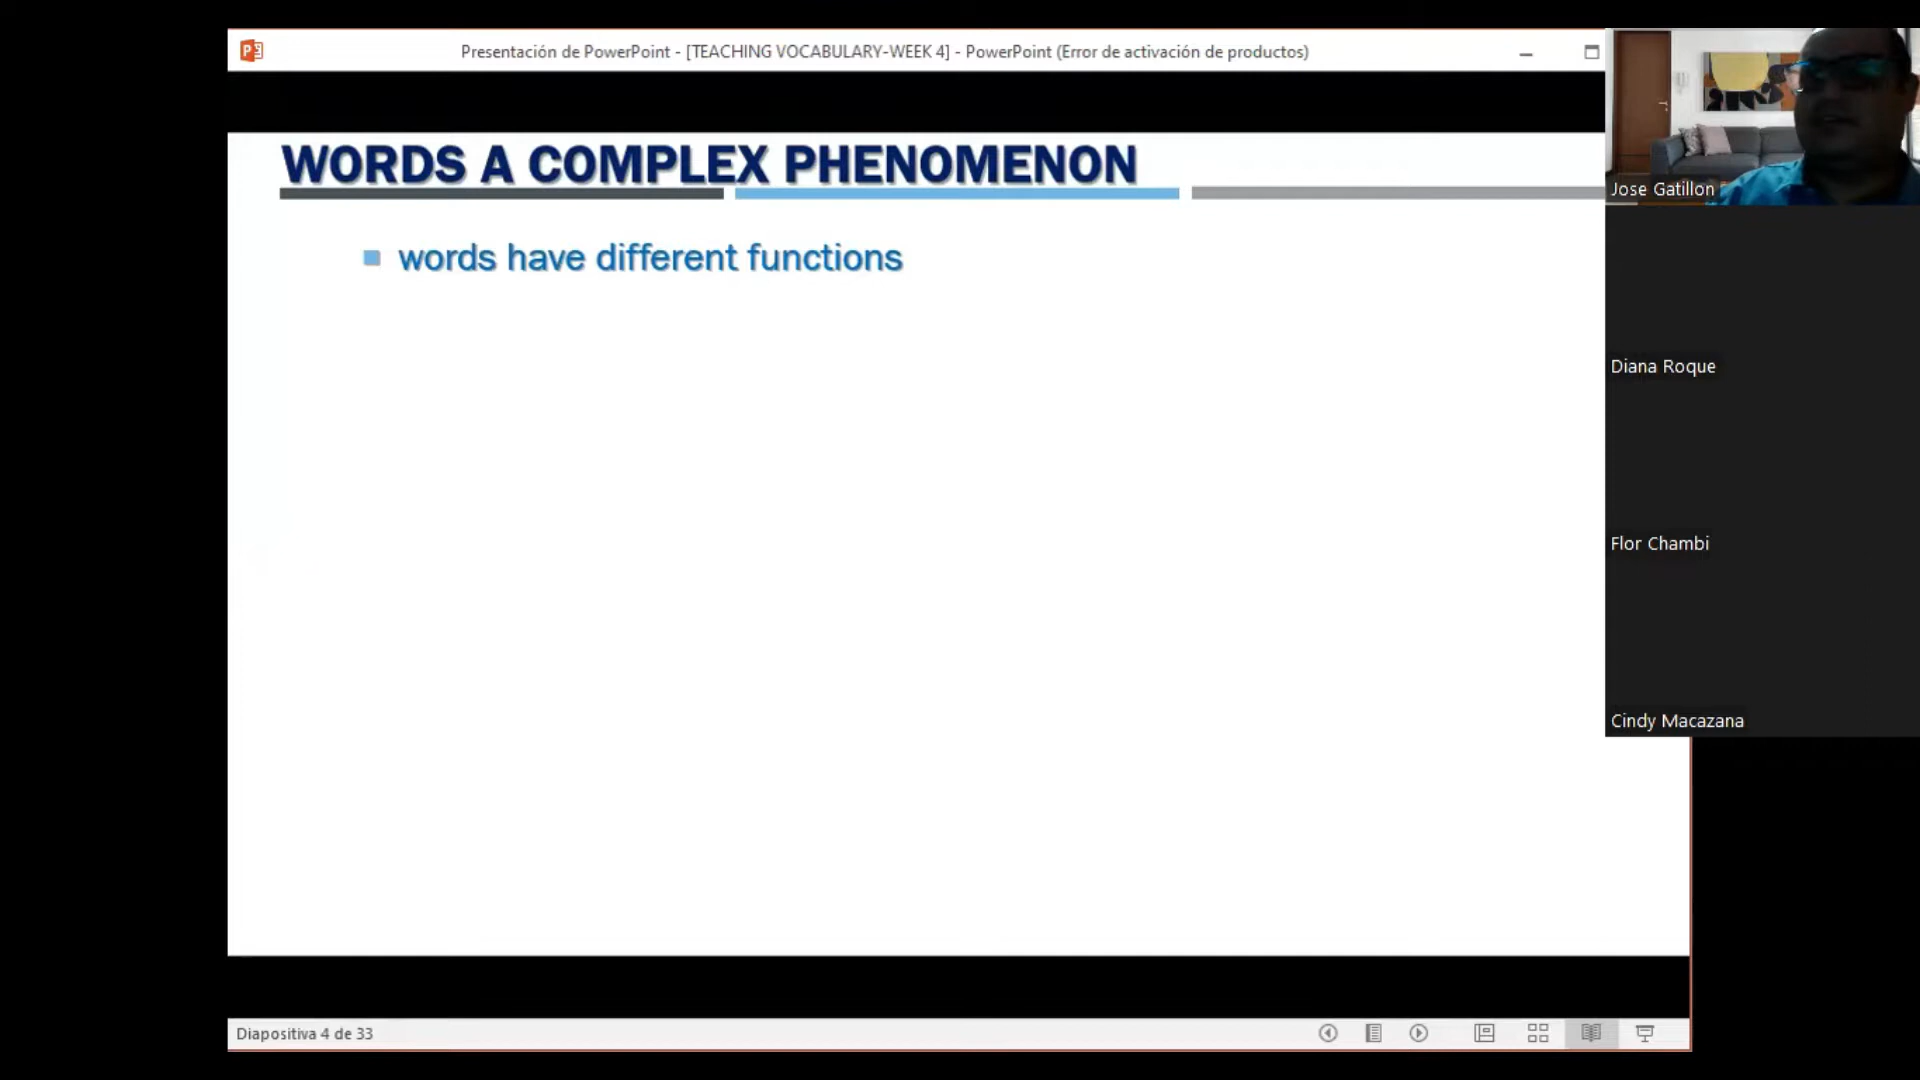 Presentación de PowerPoint - [TEACHING VOCABULARY-WEEK 4] - PowerPoint (Error de activación de productos)
WORDS A COMPLEX PHENOMENON
words have different functions
Jose Gatillon
Diana Roque
Flor Chambi
Cindy Macazana
Diapositiva 4 de 33